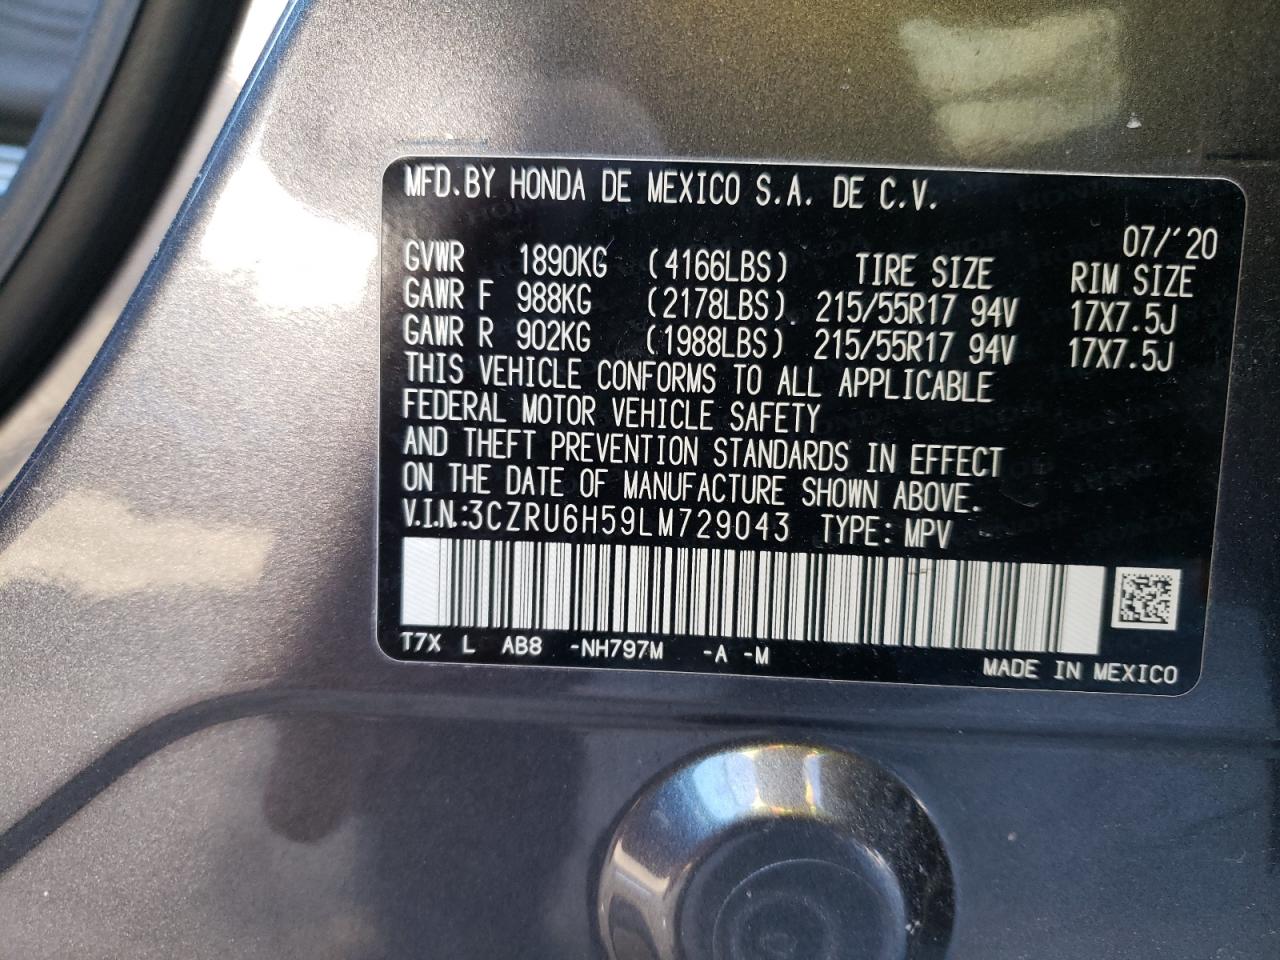 MFD.BY HONDA DE MEXICO S.A. DE C.V.
07/'20
GVWR 1890KG (4166LBS) TIRE SIZE RIM SIZE
GAWR F 988KG (2178LBS) 215/55R17 94V 17X7.5J
GAWR R 902KG (1988LBS) 215/55R17 94V 17X7.5J
THIS VEHICLE CONFORMS TO ALL APPLICABLE
FEDERAL MOTOR VEHICLE SAFETY
AND THEFT PREVENTION STANDARDS IN EFFECT
ON THE DATE OF MANUFACTURE SHOWN ABOVE.
V.I.N.:3CZRU6H59LM729043 TYPE: MPV
T7X L AB8 -NH797M -A -M
MADE IN MEXICO